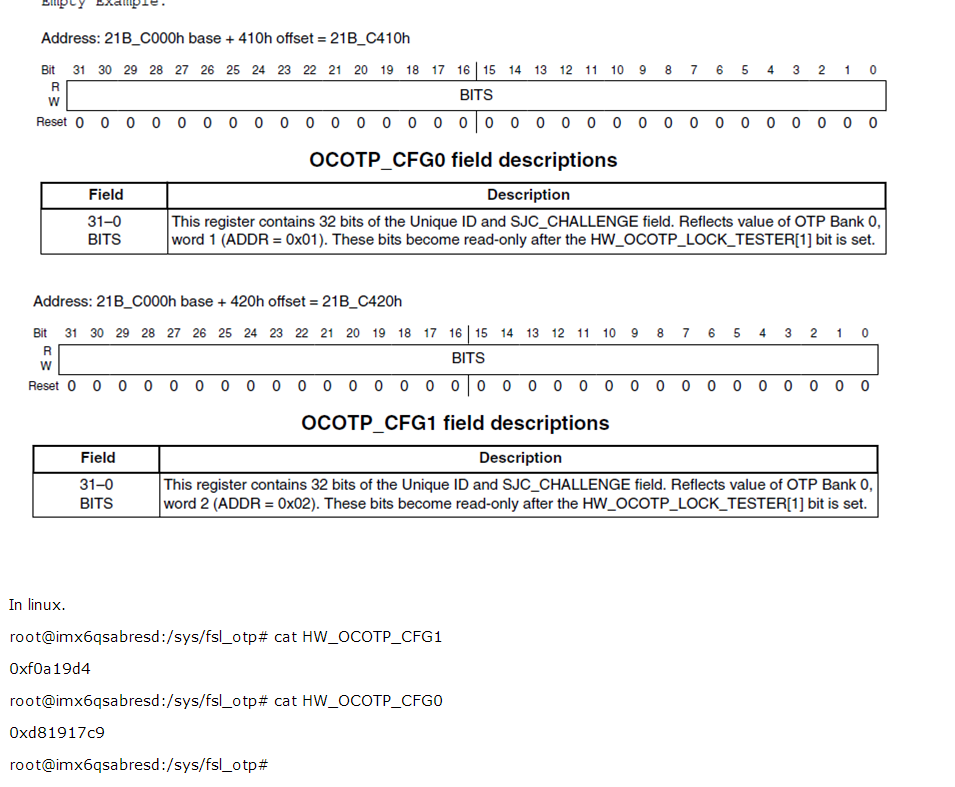 Empty Example.
Address: 21B_C000h base + 410h offset = 21B_C410h
Bit 31 30 29 28 27 26 25 24 23 22 21 20 19 18 17 16 15 14 13 12 11 10 9 8 7 6 5 4 3 2 1 0
R
BITS
W
Reset 0 0 0 0 0 0 0 0 0 0 0 0 0 0 0 0 0 0 0 0 0 0 0 0 0 0 0 0 0 0 0 0
OCOTP_CFG0 field descriptions
Field Description
31–0 This register contains 32 bits of the Unique ID and SJC_CHALLENGE field. Reflects value of OTP Bank 0,
BITS word 1 (ADDR = 0x01). These bits become read-only after the HW_OCOTP_LOCK_TESTER[1] bit is set.
Address: 21B_C000h base + 420h offset = 21B_C420h
Bit 31 30 29 28 27 26 25 24 23 22 21 20 19 18 17 16 15 14 13 12 11 10 9 8 7 6 5 4 3 2 1 0
R
BITS
W
Reset 0 0 0 0 0 0 0 0 0 0 0 0 0 0 0 0 0 0 0 0 0 0 0 0 0 0 0 0 0 0 0 0
OCOTP_CFG1 field descriptions
Field Description
31–0 This register contains 32 bits of the Unique ID and SJC_CHALLENGE field. Reflects value of OTP Bank 0,
BITS word 2 (ADDR = 0x02). These bits become read-only after the HW_OCOTP_LOCK_TESTER[1] bit is set.
In linux.
root@imx6qsabresd:/sys/fsl_otp# cat HW_OCOTP_CFG1
0xf0a19d4
root@imx6qsabresd:/sys/fsl_otp# cat HW_OCOTP_CFG0
0xd81917c9
root@imx6qsabresd:/sys/fsl_otp#